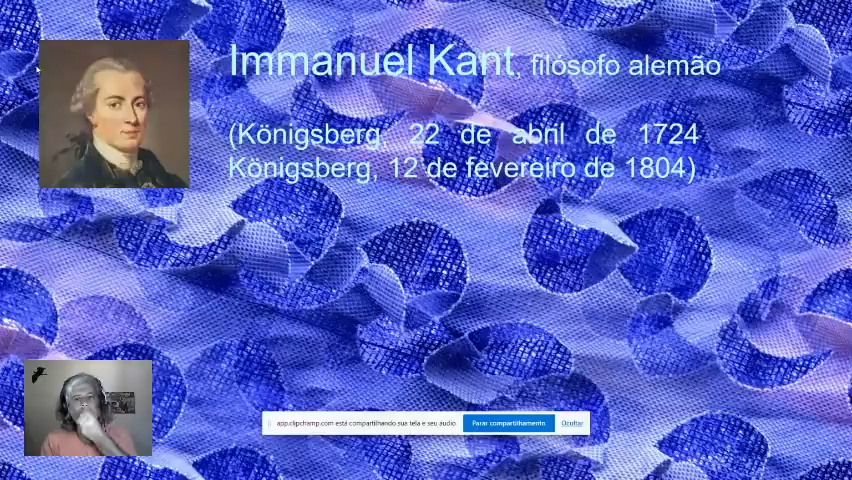 Immanuel Kant, filósofo alemão
(Königsberg, 22 de abril de 1724
Königsberg, 12 de fevereiro de 1804)
app.clipchamp.com está compartilhando sua tela e seu áudio.
Parar compartilhamento
Ocultar